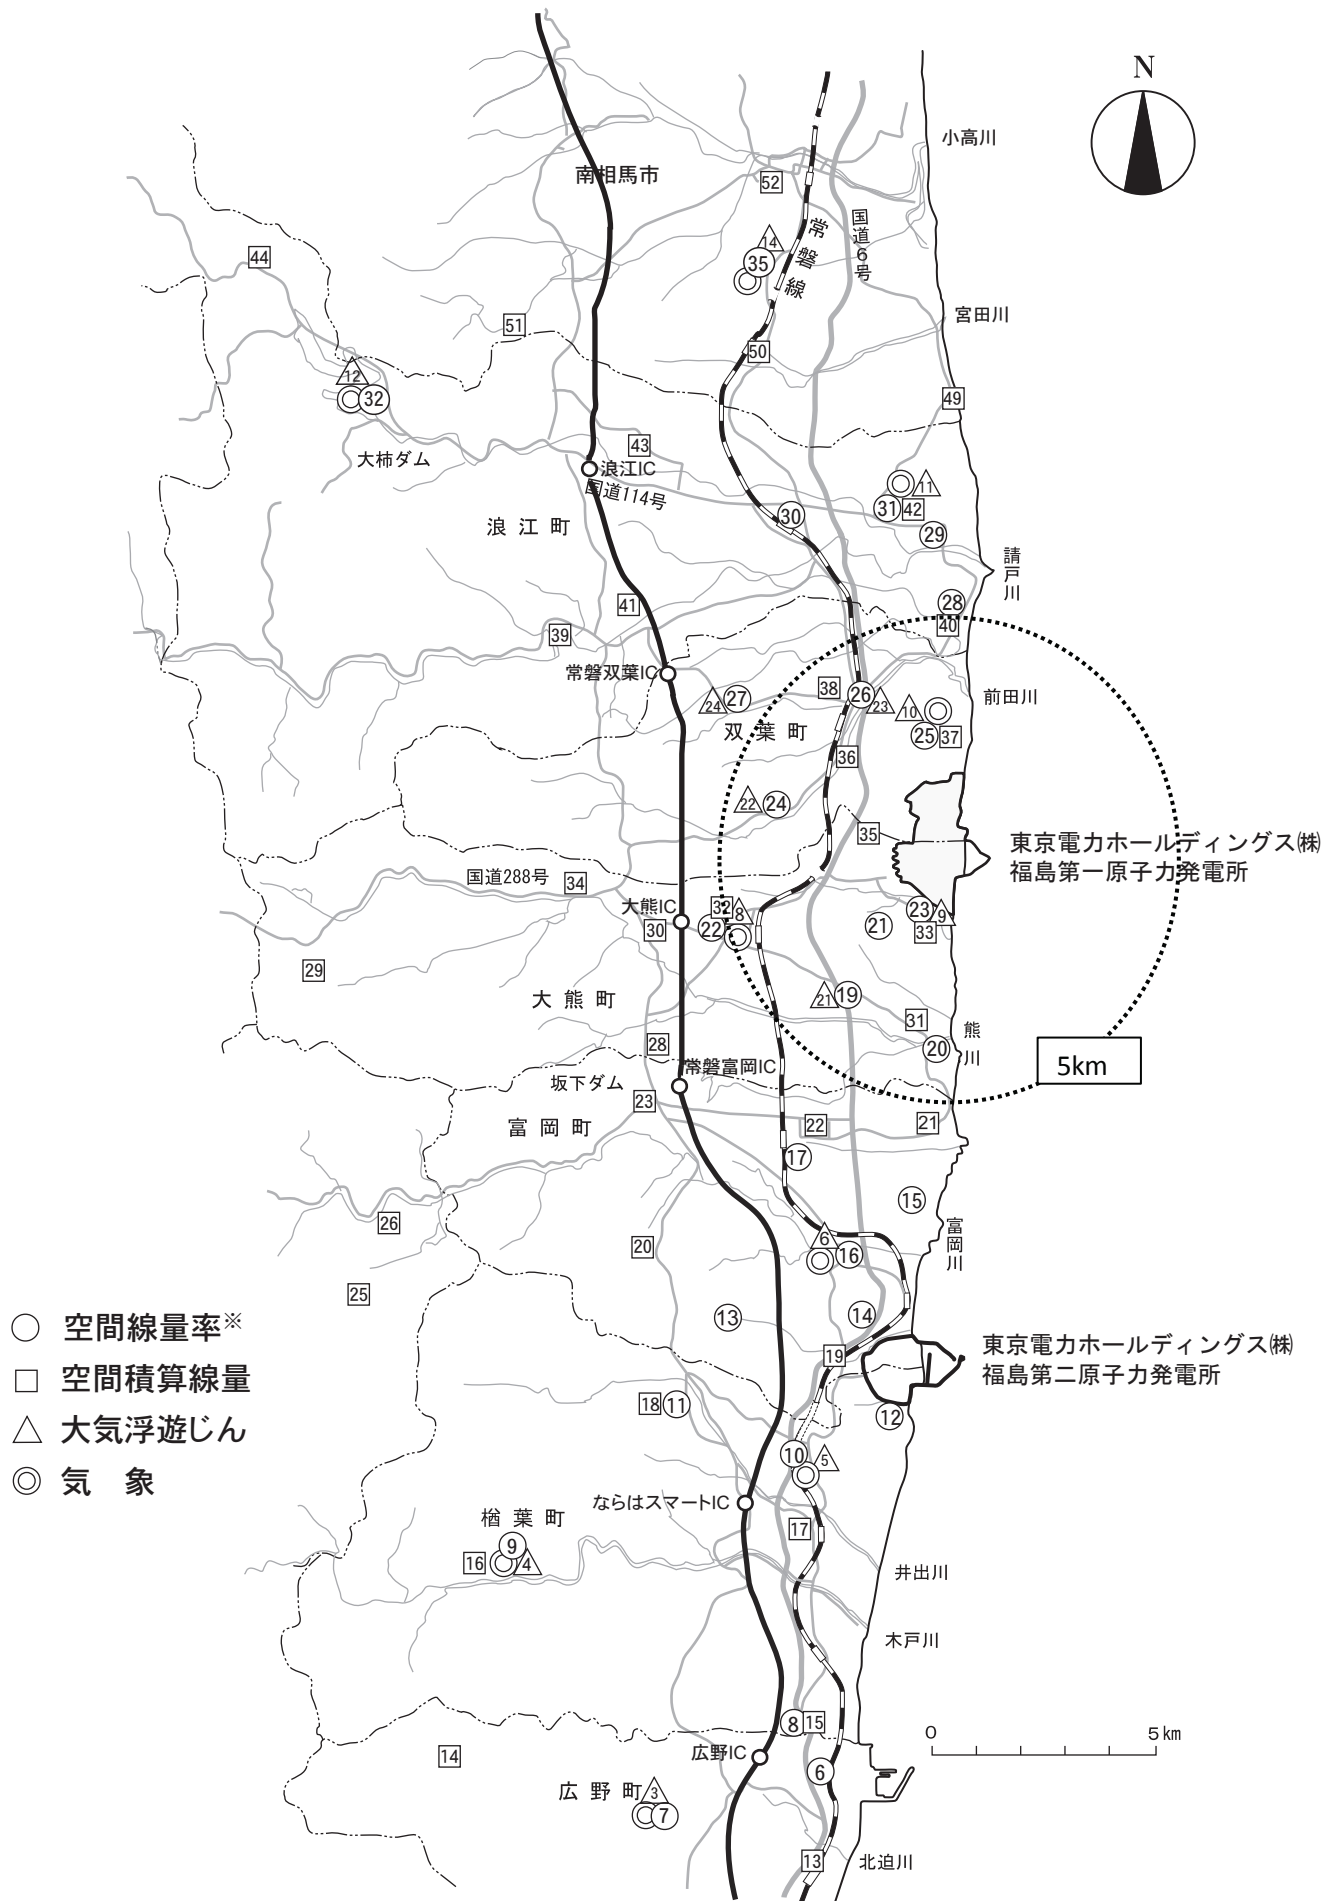 N
小高川
南相馬市
52
国道6号
14
常磐線
35
44
宮田川
51
50
12
32
49
43
大柿ダム
浪江IC
国道114号
11
31
42
30
浪江町
29
請戸川
28
41
40
39
常磐双葉IC
38
26
27
24
23
10
前田川
双葉町
25
37
36
22
24
35
東京電力ホールディングス㈱
福島第一原子力発電所
国道288号
34
大熊IC
32
8
23
9
22
21
33
30
29
大熊町
21
19
31
熊川
20
28
常磐富岡IC
5km
坂下ダム
23
富岡町
22
21
17
15
26
富岡川
20
6
16
25
13
14
○ 空間線量率※
19
東京電力ホールディングス㈱
福島第二原子力発電所
□ 空間積算線量
18
11
12
△ 大気浮遊じん
10
5
◎ 気 象
ならはスマートIC
楢葉町
17
9
16
4
井出川
木戸川
8
15
0
5㎞
14
広野IC
6
広野町
3
7
13
北迫川